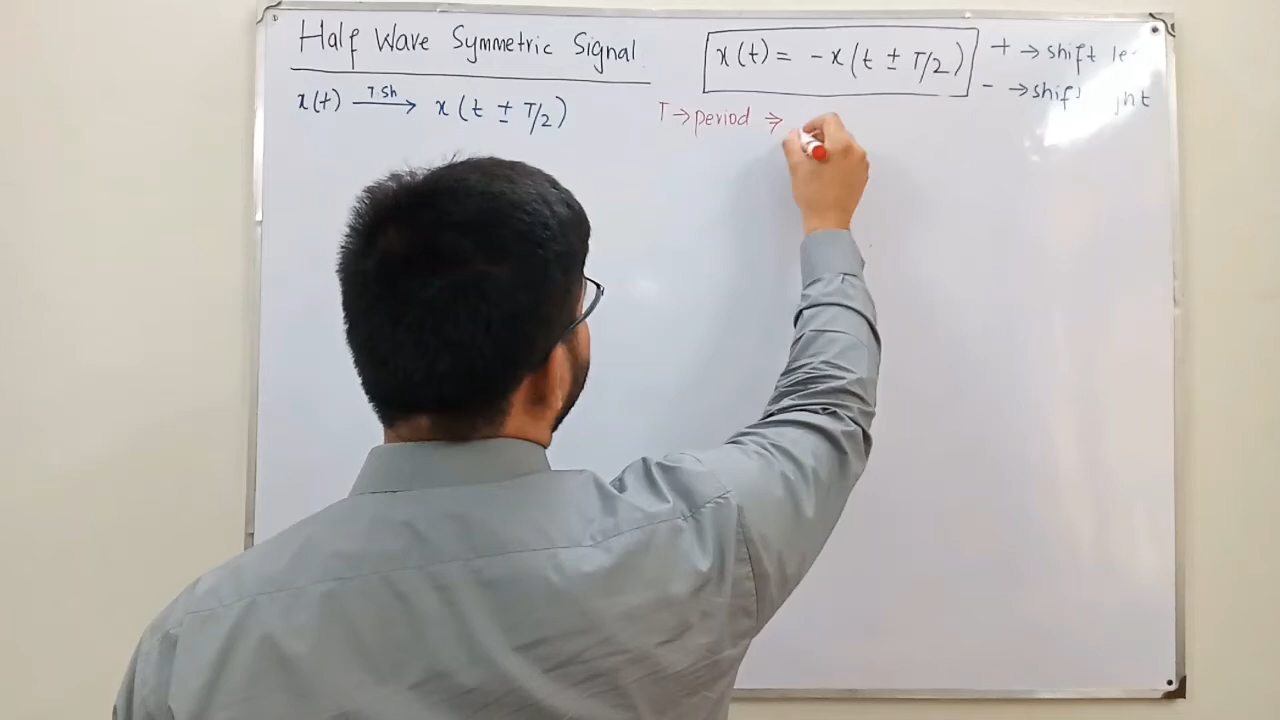 Half Wave Symmetric Signal
x(t) = -x(t ± T/2)
+ → shift
- → shift
x(t) T.Sh → x(t ± T/2)
T → period →